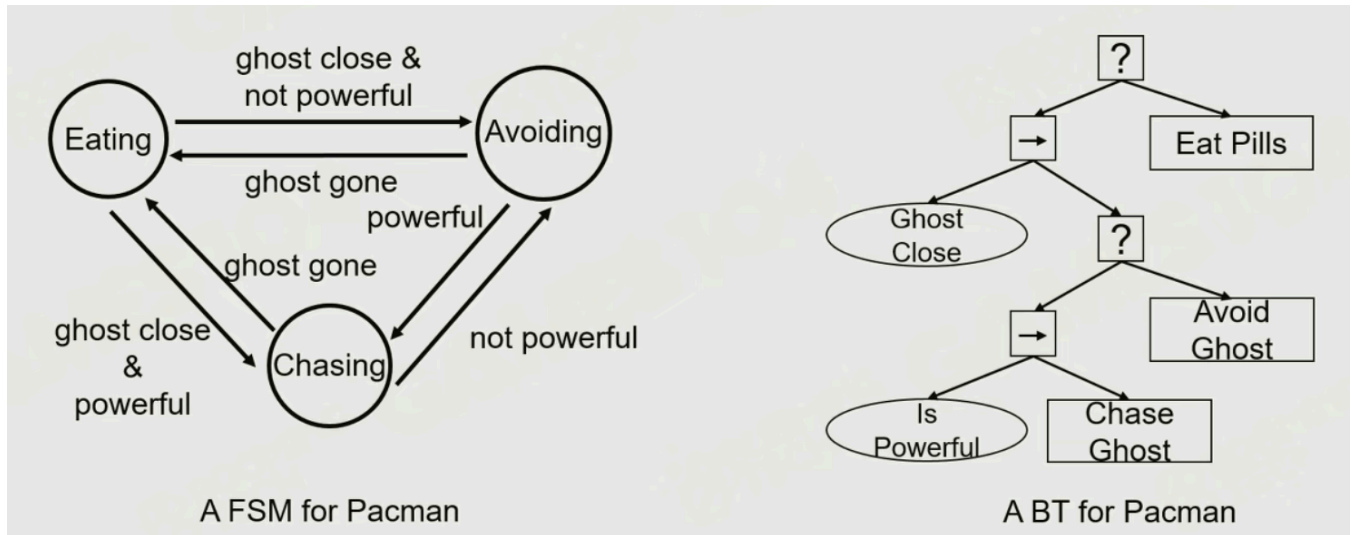 ghost close &
not powerful
Eating
Avoiding
ghost gone
powerful
ghost gone
ghost close
&
powerful
not powerful
Chasing
A FSM for Pacman
?
→
Eat Pills
Ghost
Close
?
→
Avoid
Ghost
Is
Powerful
Chase
Ghost
A BT for Pacman